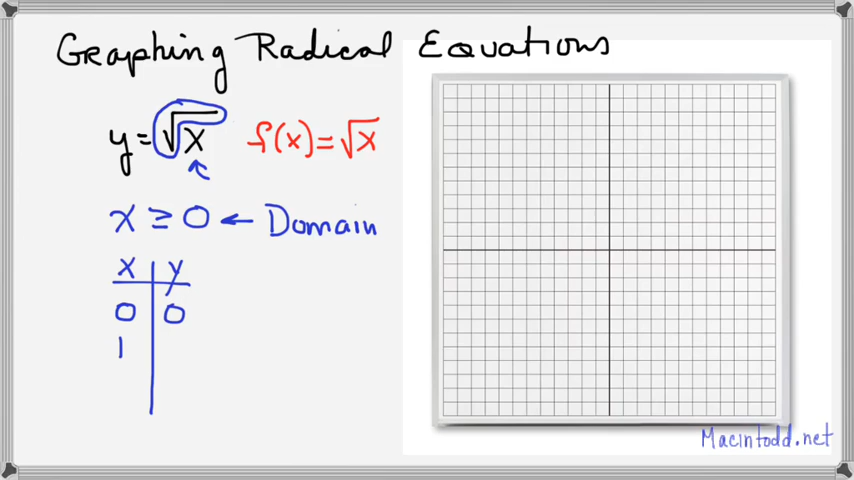 Graphing Radical Equations
y = √x f(x) = √x
x ≥ 0 ← Domain
x | y
0 | 0
1 |
Macintodd.net